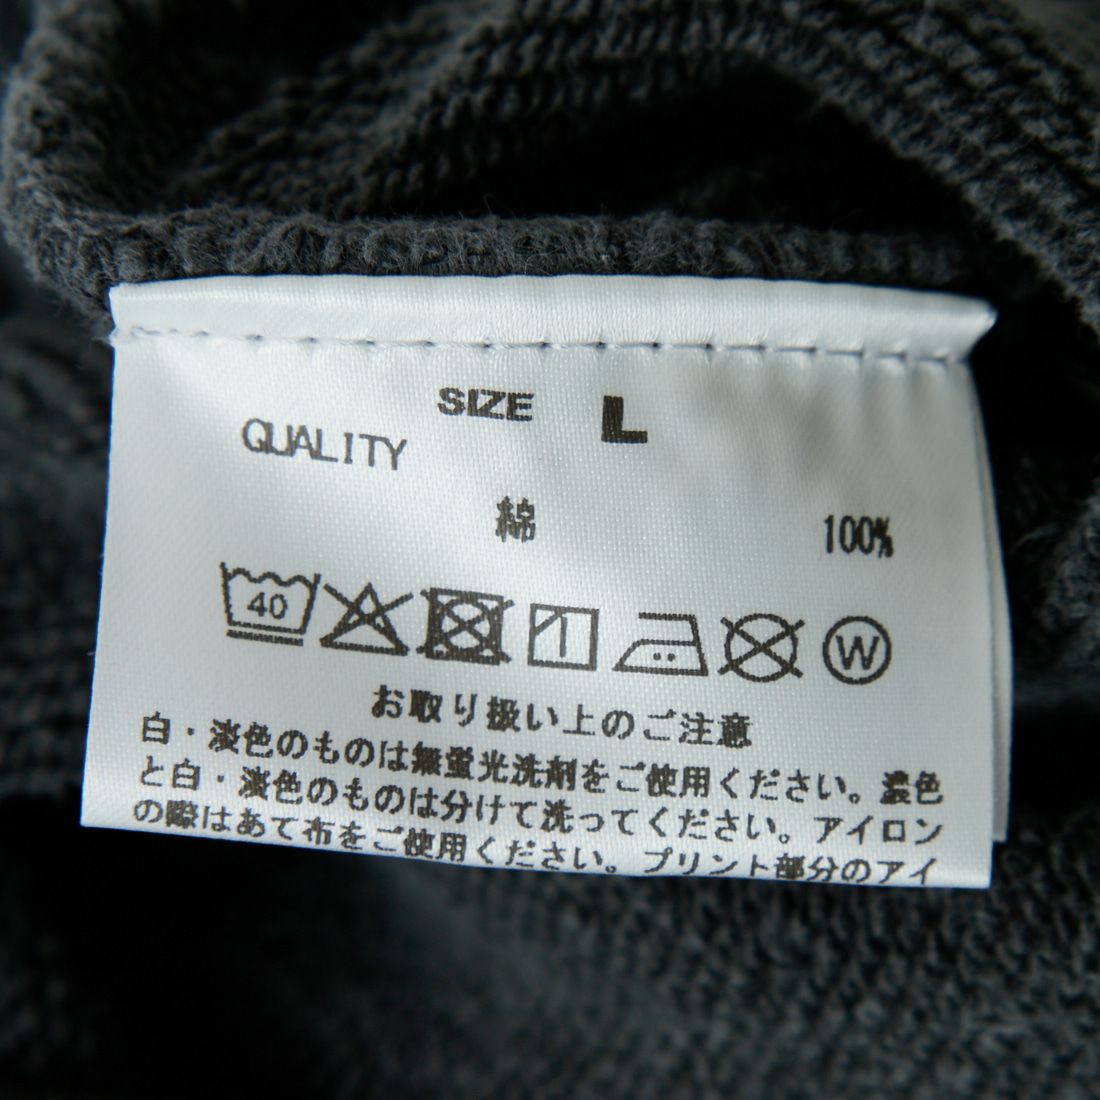 SIZE L
QUALITY
綿 100%
40
W
お取り扱い上のご注意
白・淡色のものは無蛍光洗剤をご使用ください。濃色
と白・淡色のものは分けて洗ってください。アイロン
の際はあて布をご使用ください。プリント部分のアイ